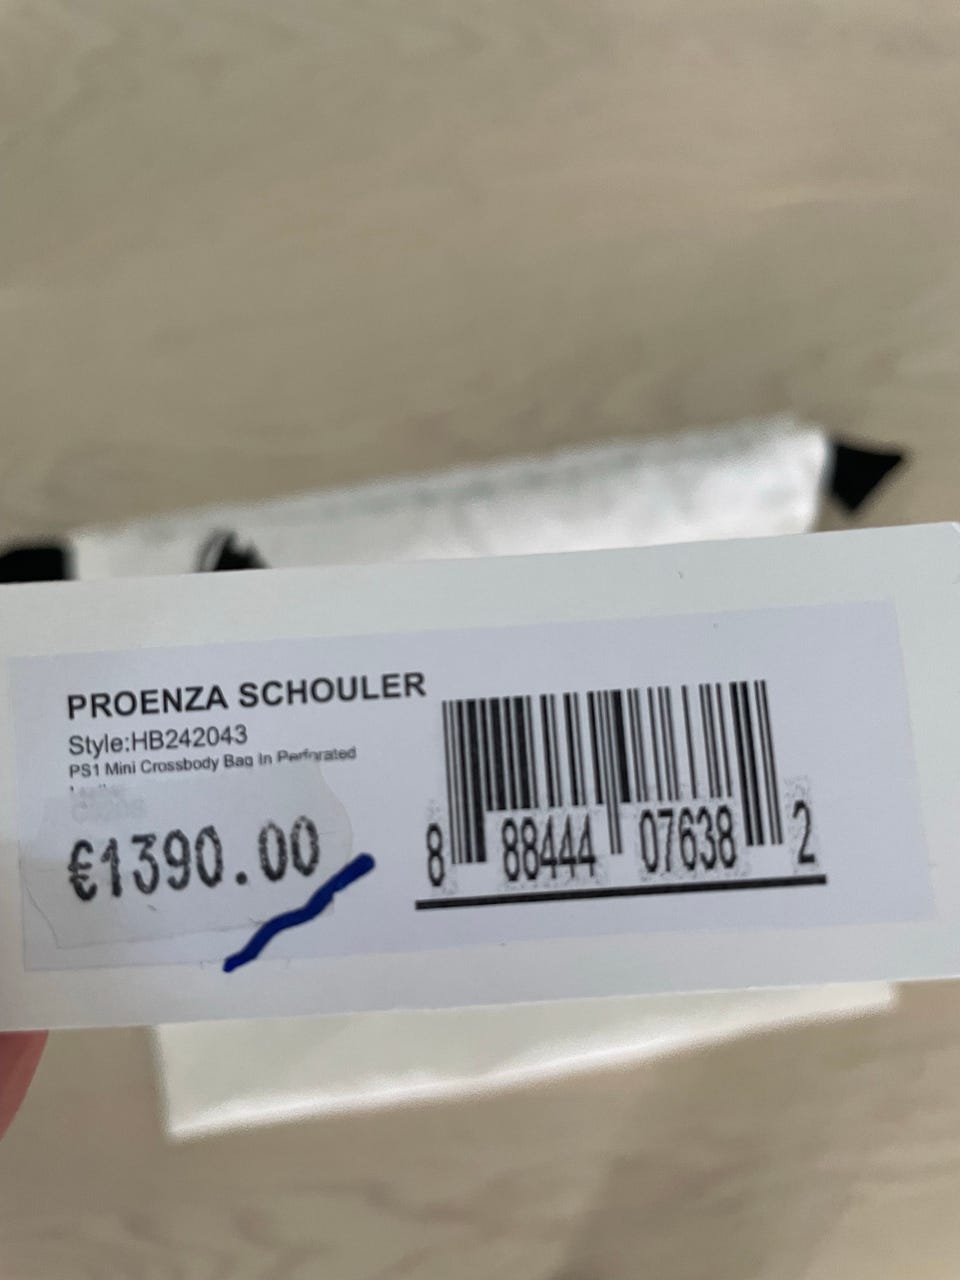 PROENZA SCHOULER
Style:HB242043
PS1 Mini Crossbody Bag In Perforated
€1390.00
8 88444 07638 2